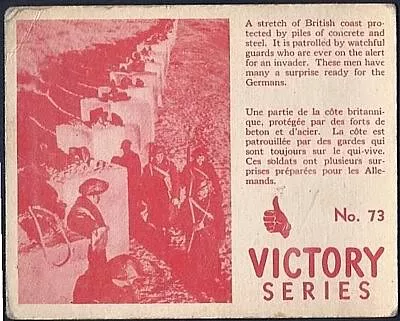 A stretch of British coast pro-
tected by piles of concrete and
steel. It is patrolled by watchful
guards who are ever on the alert
for an invader. These men have
many a surprise ready for the
Germans.
Une partie de la côte britanni-
que, protégée par des forts de
beton et d'acier. La côte est
patrouillée par des gardes qui
sont toujours sur le qui-vive.
Ces soldats ont plusieurs sur-
prises préparées pour les Alle-
mands.
No. 73
VICTORY
SERIES